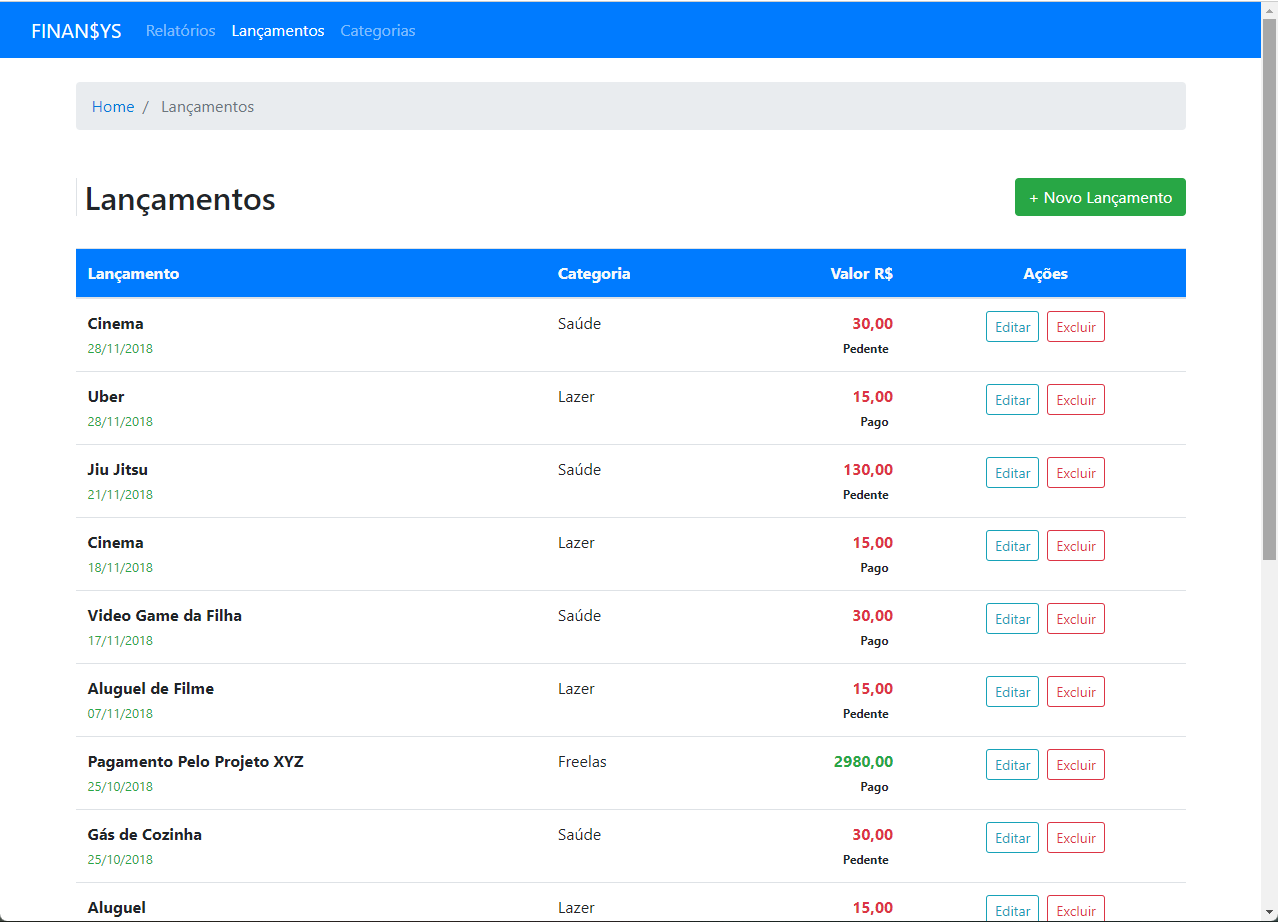 FINAN$YS Relatórios Lançamentos Categorias
Home / Lançamentos
Lançamentos + Novo Lançamento
Lançamento Categoria Valor R$ Ações
Cinema Saúde 30,00 Editar Excluir
28/11/2018 Pedente
Uber Lazer 15,00 Editar Excluir
28/11/2018 Pago
Jiu Jitsu Saúde 130,00 Editar Excluir
21/11/2018 Pedente
Cinema Lazer 15,00 Editar Excluir
18/11/2018 Pago
Video Game da Filha Saúde 30,00 Editar Excluir
17/11/2018 Pago
Aluguel de Filme Lazer 15,00 Editar Excluir
07/11/2018 Pedente
Pagamento Pelo Projeto XYZ Freelas 2980,00 Editar Excluir
25/10/2018 Pago
Gás de Cozinha Saúde 30,00 Editar Excluir
25/10/2018 Pedente
Aluguel Lazer 15,00 Editar Excluir